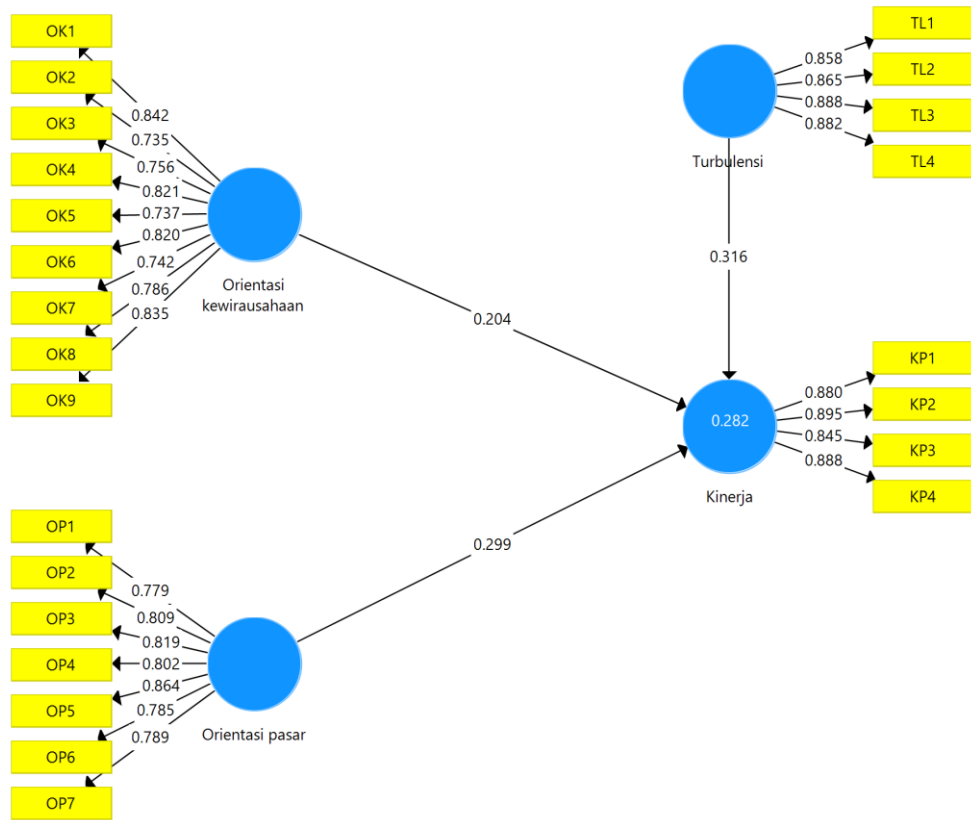 OK1
OK2
OK3
OK4
OK5
OK6
OK7
OK8
OK9
0.842
0.735
0.756
0.821
0.737
0.820
0.742
0.786
0.835
Orientasi
kewirausahaan
0.204
TL1
TL2
TL3
TL4
0.858
0.865
0.888
0.882
Turbulensi
0.316
KP1
KP2
KP3
KP4
0.880
0.895
0.845
0.888
0.282
Kinerja
0.299
OP1
OP2
OP3
OP4
OP5
OP6
OP7
0.779
0.809
0.819
0.802
0.864
0.785
0.789
Orientasi pasar